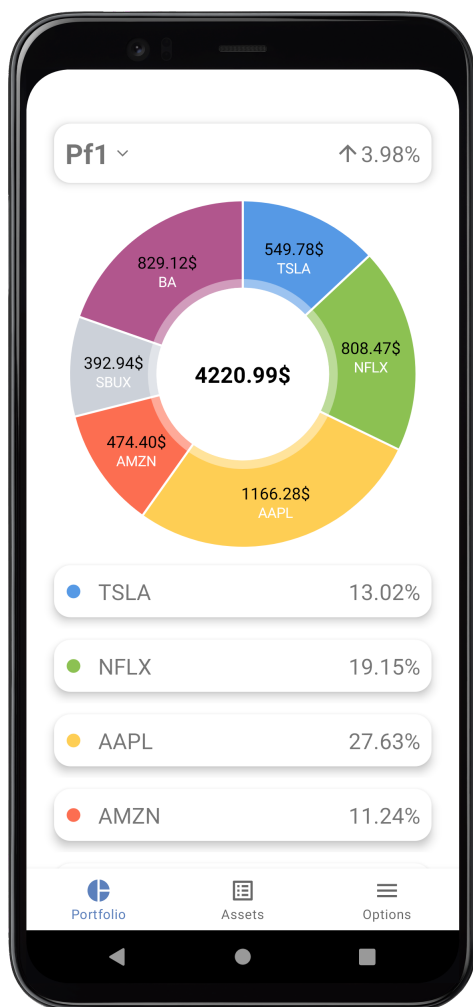 Pf1
3.98%
829.12$
BA
549.78$
TSLA
392.94$
SBUX
4220.99$
808.47$
NFLX
474.40$
AMZN
1166.28$
AAPL
TSLA 13.02%
NFLX 19.15%
AAPL 27.63%
AMZN 11.24%
Portfolio
Assets
Options